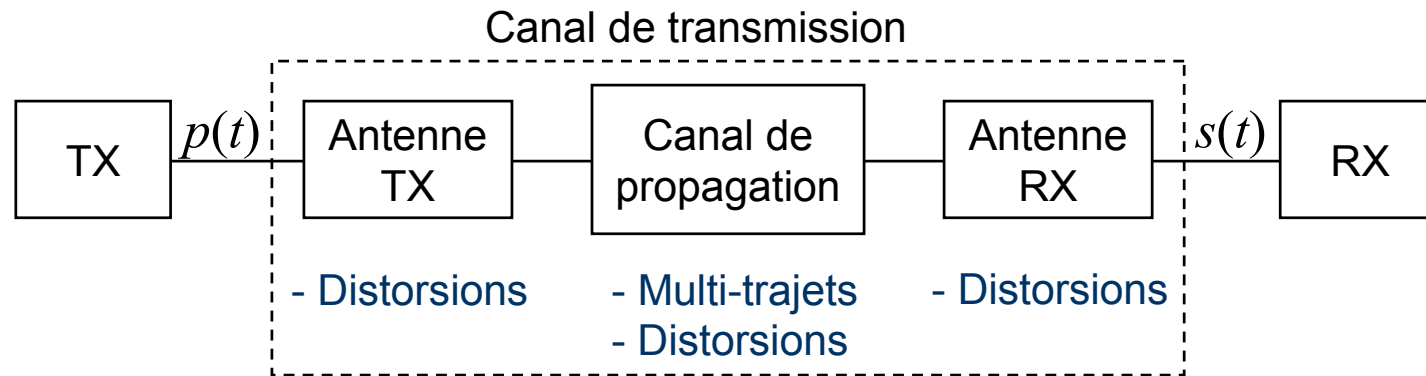 Canal de transmission
TX
p(t)
Antenne
TX
Canal de
propagation
Antenne
RX
s(t)
RX
- Distorsions
- Multi-trajets
- Distorsions
- Distorsions